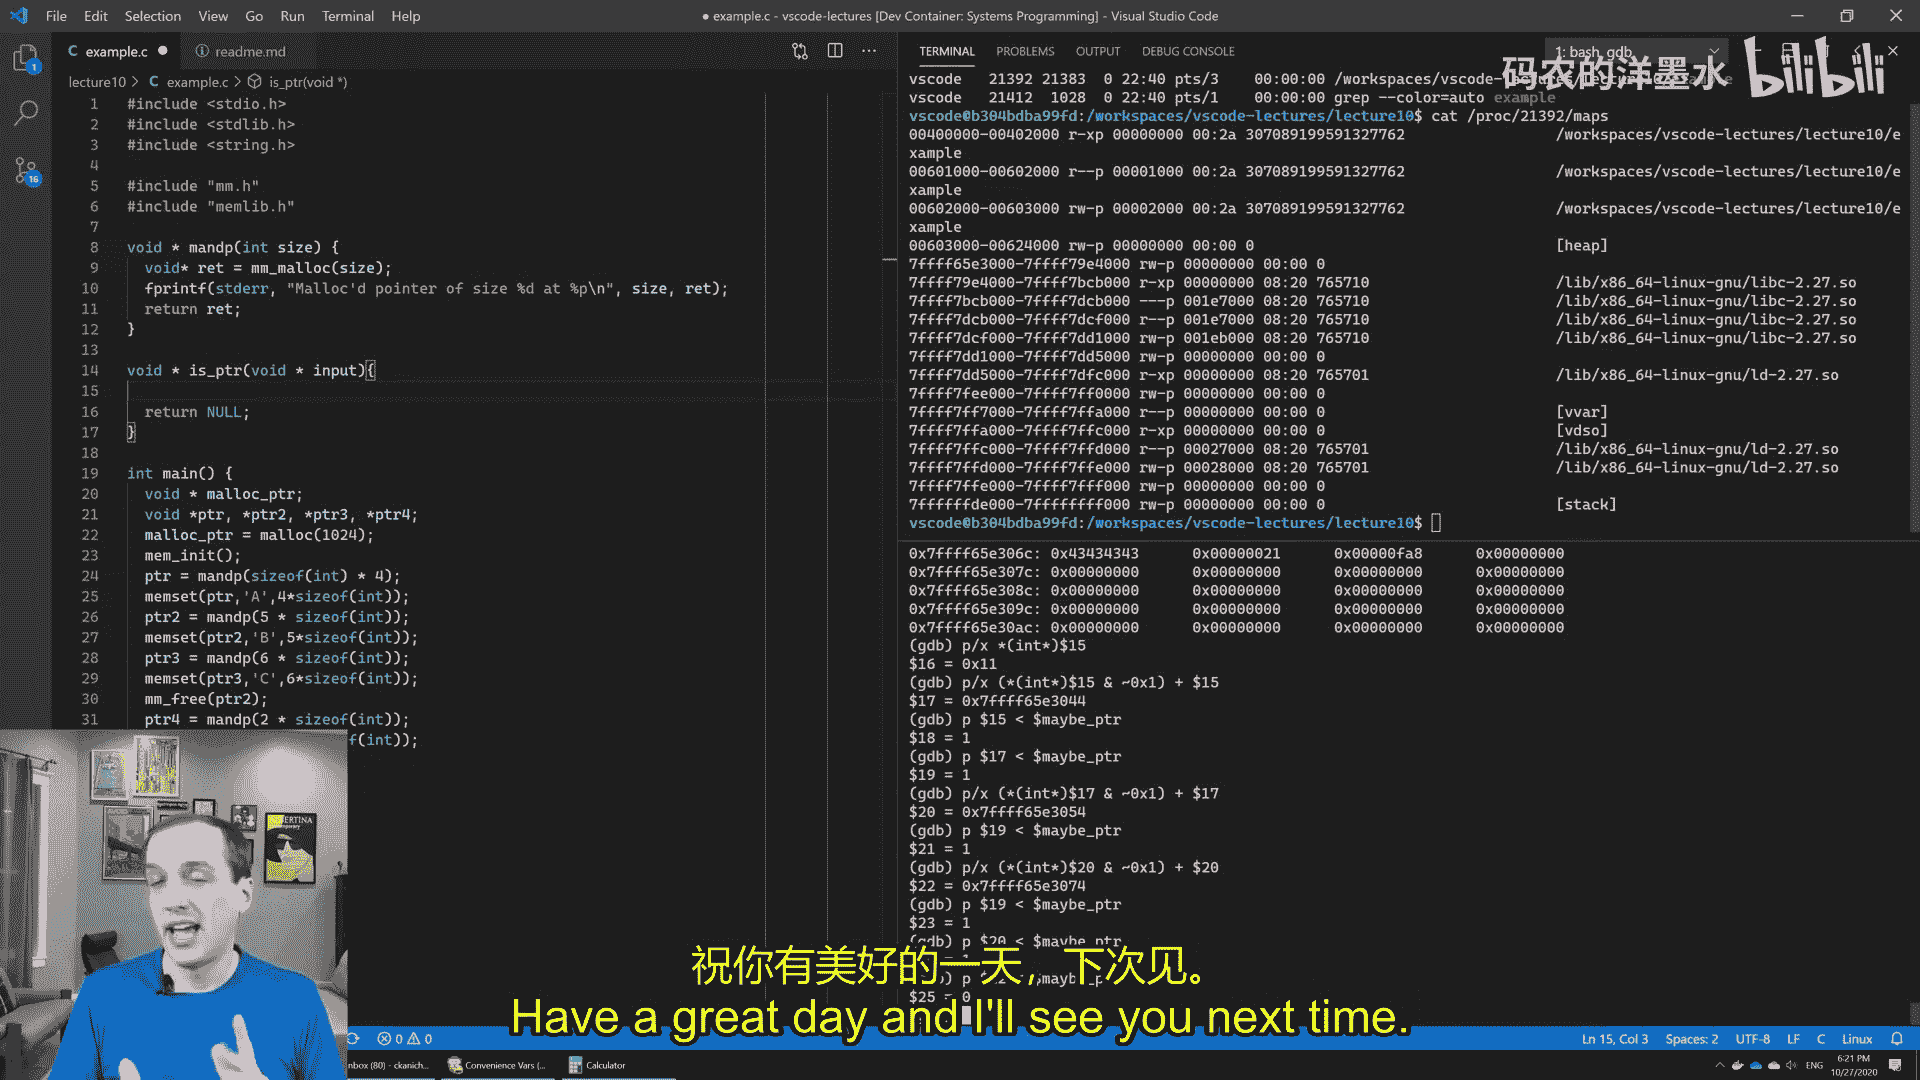 File Edit Selection View Go Run Terminal Help
● example.c - vscode-lectures [Dev Container: Systems Programming] - Visual Studio Code
C example.c ●
readme.md
lecture10 > C example.c > is_ptr(void *)
1 #include <stdio.h>
2 #include <stdlib.h>
3 #include <string.h>
4
5 #include "mm.h"
6 #include "memlib.h"
7
8 void * mandp(int size) {
9 void* ret = mm_malloc(size);
10 fprintf(stderr, "Malloc'd pointer of size %d at %p\n", size, ret);
11 return ret;
12 }
13
14 void * is_ptr(void * input){
15
16 return NULL;
17 }
18
19 int main() {
20 void * malloc_ptr;
21 void *ptr, *ptr2, *ptr3, *ptr4;
22 malloc_ptr = malloc(1024);
23 mem_init();
24 ptr = mandp(sizeof(int) * 4);
25 memset(ptr,'A',4*sizeof(int));
26 ptr2 = mandp(5 * sizeof(int));
27 memset(ptr2,'B',5*sizeof(int));
28 ptr3 = mandp(6 * sizeof(int));
29 memset(ptr3,'C',6*sizeof(int));
30 mm_free(ptr2);
31 ptr4 = mandp(2 * sizeof(int));
f(int));
1
16
TERMINAL PROBLEMS OUTPUT DEBUG CONSOLE
1: bash, gdb
码农的洋墨水 bilibili
vscode 21392 21383 0 22:40 pts/3 00:00:00 /workspaces/vscode-
vscode 21412 1028 0 22:40 pts/1 00:00:00 grep --color=auto example
vscode@b304bdba99fd:/workspaces/vscode-lectures/lecture10$ cat /proc/21392/maps
00400000-00402000 r-xp 00000000 00:2a 307089199591327762 /workspaces/vscode-lectures/lecture10/e
xample
00601000-00602000 r--p 00001000 00:2a 307089199591327762 /workspaces/vscode-lectures/lecture10/e
xample
00602000-00603000 rw-p 00002000 00:2a 307089199591327762 /workspaces/vscode-lectures/lecture10/e
xample
00603000-00624000 rw-p 00000000 00:00 0 [heap]
7ffff65e3000-7ffff79e4000 rw-p 00000000 00:00 0
7ffff79e4000-7ffff7bcb000 r-xp 00000000 08:20 765710 /lib/x86_64-linux-gnu/libc-2.27.so
7ffff7bcb000-7ffff7dcb000 ---p 001e7000 08:20 765710 /lib/x86_64-linux-gnu/libc-2.27.so
7ffff7dcb000-7ffff7dcf000 r--p 001e7000 08:20 765710 /lib/x86_64-linux-gnu/libc-2.27.so
7ffff7dcf000-7ffff7dd1000 rw-p 001eb000 08:20 765710 /lib/x86_64-linux-gnu/libc-2.27.so
7ffff7dd1000-7ffff7dd5000 rw-p 00000000 00:00 0
7ffff7dd5000-7ffff7dfc000 r-xp 00000000 08:20 765701 /lib/x86_64-linux-gnu/ld-2.27.so
7ffff7fee000-7ffff7ff0000 rw-p 00000000 00:00 0
7ffff7ff7000-7ffff7ffa000 r--p 00000000 00:00 0 [vvar]
7ffff7ffa000-7ffff7ffc000 r-xp 00000000 00:00 0 [vdso]
7ffff7ffc000-7ffff7ffd000 r--p 00027000 08:20 765701 /lib/x86_64-linux-gnu/ld-2.27.so
7ffff7ffd000-7ffff7ffe000 rw-p 00028000 08:20 765701 /lib/x86_64-linux-gnu/ld-2.27.so
7ffff7ffe000-7ffff7fff000 rw-p 00000000 00:00 0
7ffffffde000-7ffffffff000 rw-p 00000000 00:00 0 [stack]
vscode@b304bdba99fd:/workspaces/vscode-lectures/lecture10$
0x7ffff65e306c: 0x43434343 0x00000021 0x00000fa8 0x00000000
0x7ffff65e307c: 0x00000000 0x00000000 0x00000000 0x00000000
0x7ffff65e308c: 0x00000000 0x00000000 0x00000000 0x00000000
0x7ffff65e309c: 0x00000000 0x00000000 0x00000000 0x00000000
0x7ffff65e30ac: 0x00000000 0x00000000 0x00000000 0x00000000
(gdb) p/x *(int*)$15
$16 = 0x11
(gdb) p/x (*(int*)$15 & ~0x1) + $15
$17 = 0x7ffff65e3044
(gdb) p $15 < $maybe_ptr
$18 = 1
(gdb) p $17 < $maybe_ptr
$19 = 1
(gdb) p/x (*(int*)$17 & ~0x1) + $17
$20 = 0x7ffff65e3054
(gdb) p $19 < $maybe_ptr
$21 = 1
(gdb) p/x (*(int*)$20 & ~0x1) + $20
$22 = 0x7ffff65e3074
(gdb) p $19 < $maybe_ptr
$23 = 1
(gdb) p $20 < $maybe_ptr
$25 = 0
祝你有美好的一天，下次见。
Have a great day and I'll see you next time.
0 0
Ln 15, Col 3 Spaces: 2 UTF-8 LF C Linux
nbox (80) - ckanich...
Convenience Vars (...
Calculator
ENG
6:21 PM
10/27/2020